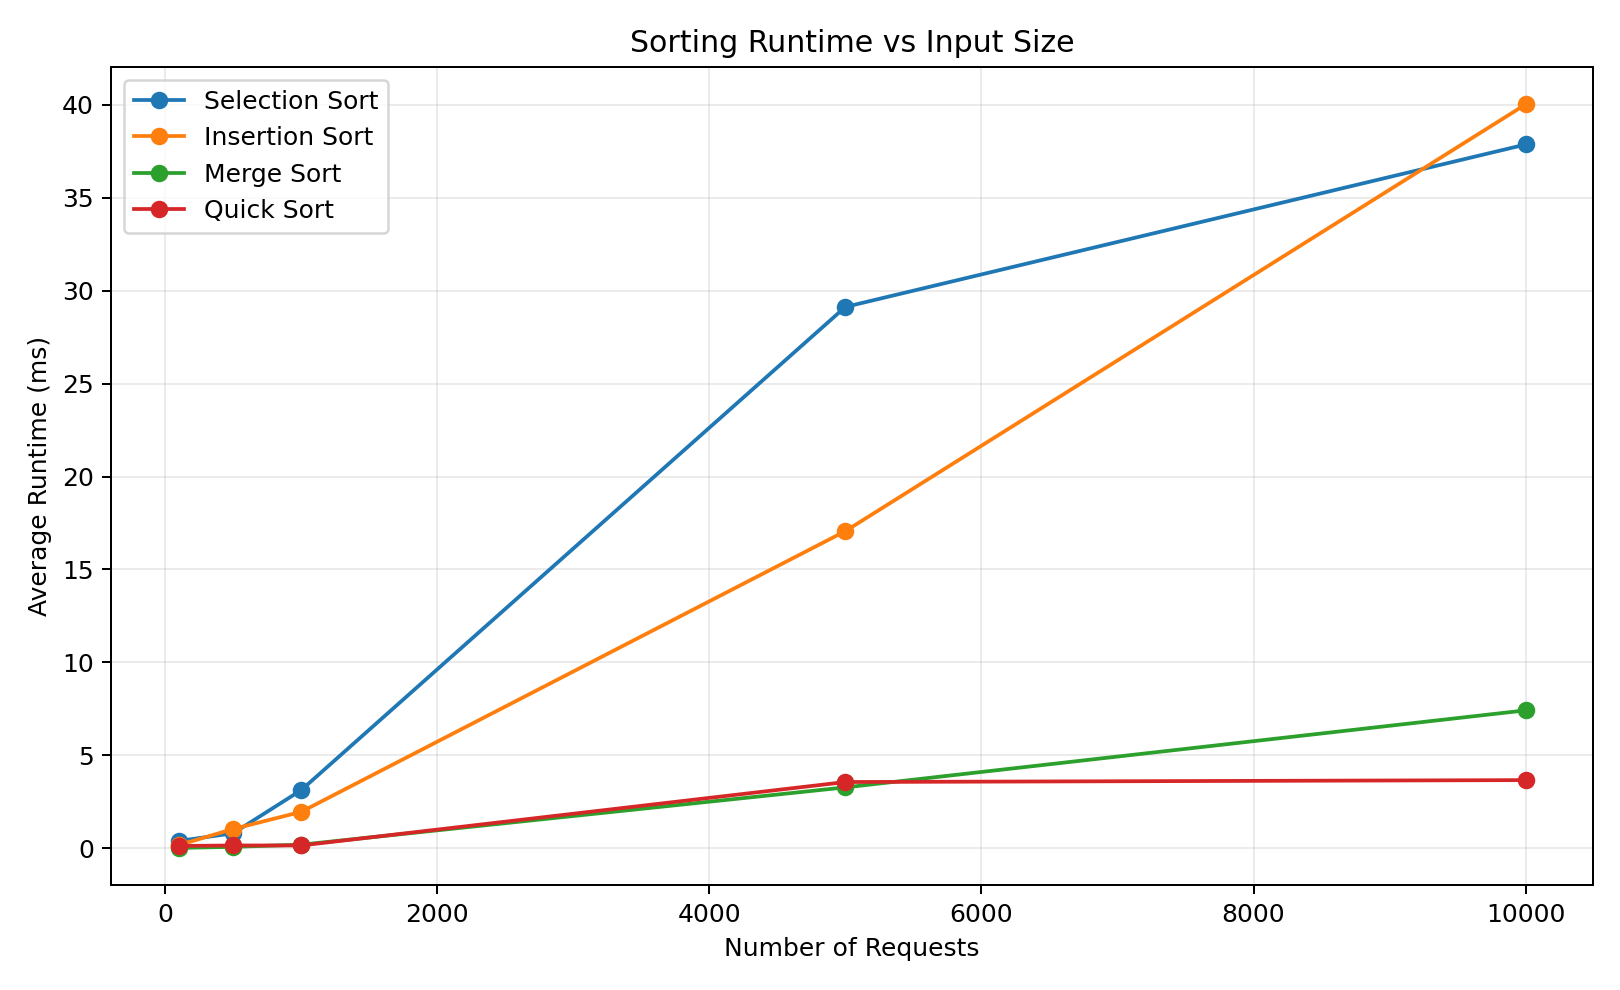 Sorting Runtime vs Input Size
Selection Sort
Insertion Sort
Merge Sort
Quick Sort
Average Runtime (ms)
40
35
30
25
20
15
10
5
0
0 2000 4000 6000 8000 10000
Number of Requests